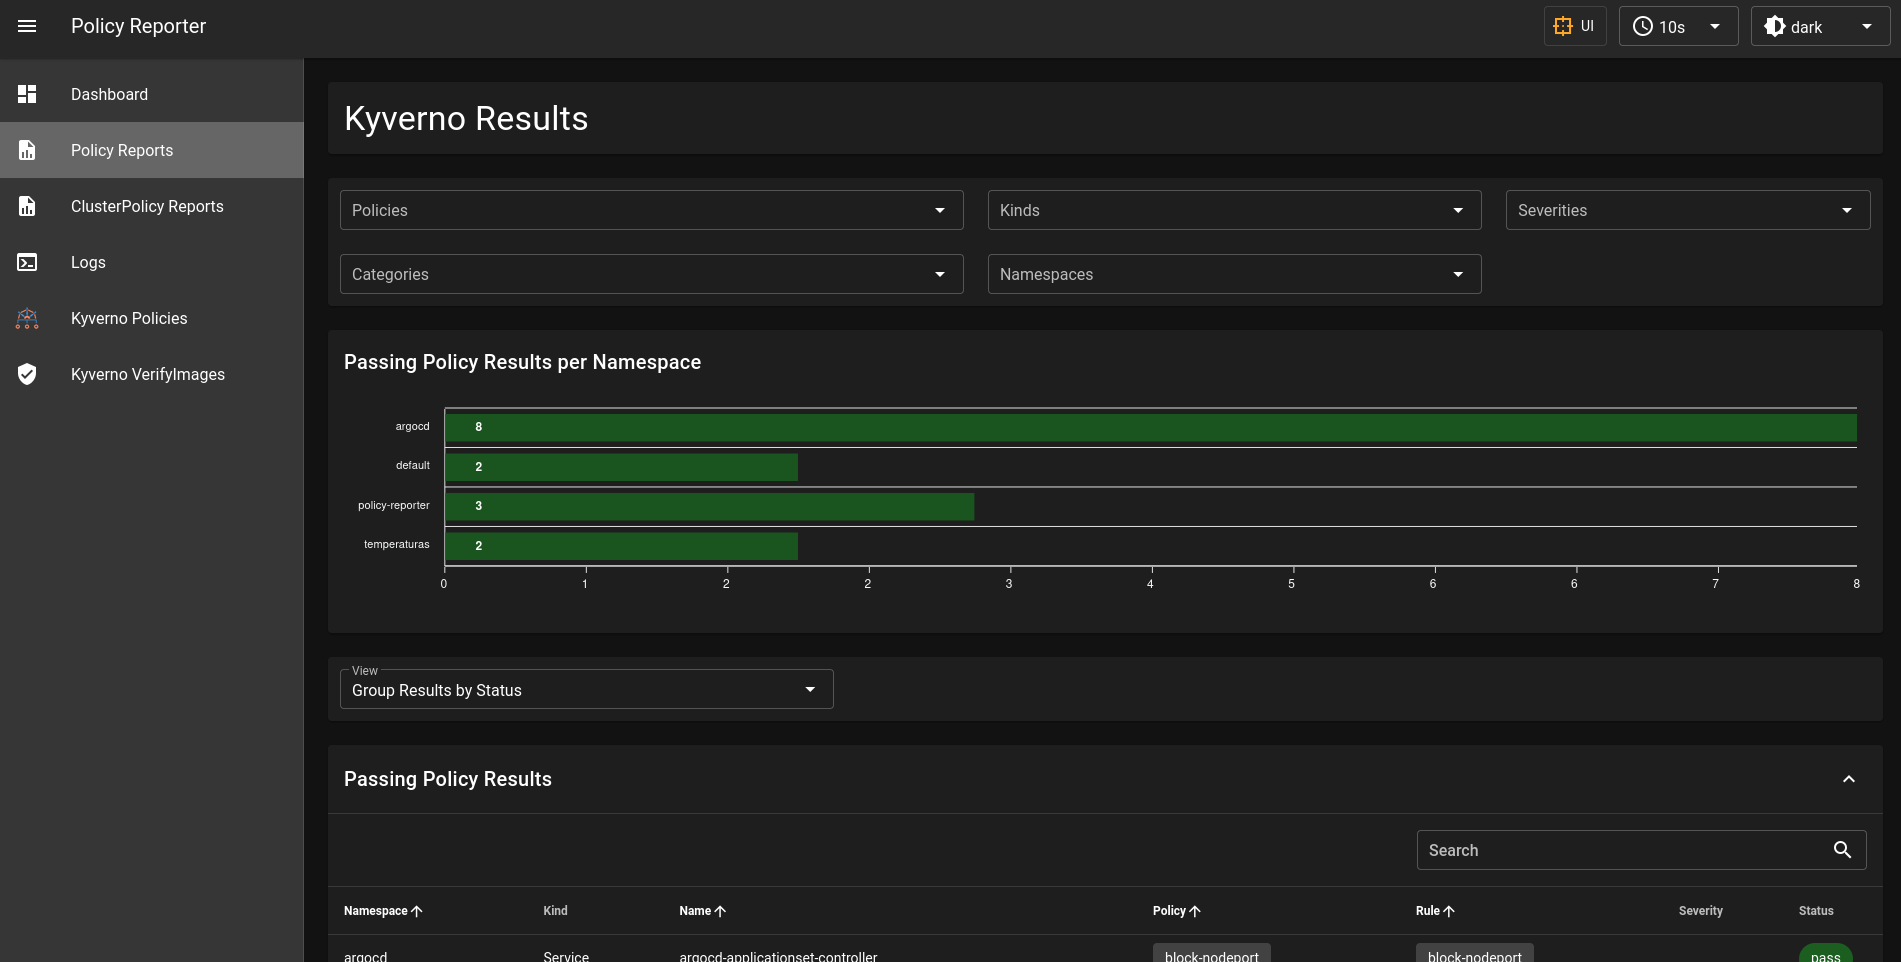 Policy Reporter
UI
10s
dark
Dashboard
Policy Reports
ClusterPolicy Reports
Logs
Kyverno Policies
Kyverno VerifyImages
Kyverno Results
Policies
Kinds
Severities
Categories
Namespaces
Passing Policy Results per Namespace
argocd 8
default 2
policy-reporter 3
temperaturas 2
0 1 2 2 3 4 5 6 6 7 8
View
Group Results by Status
Passing Policy Results
Search
Namespace Kind Name Policy Rule Severity Status
argocd Service argocd-applicationset-controller block-nodeport block-nodeport pass